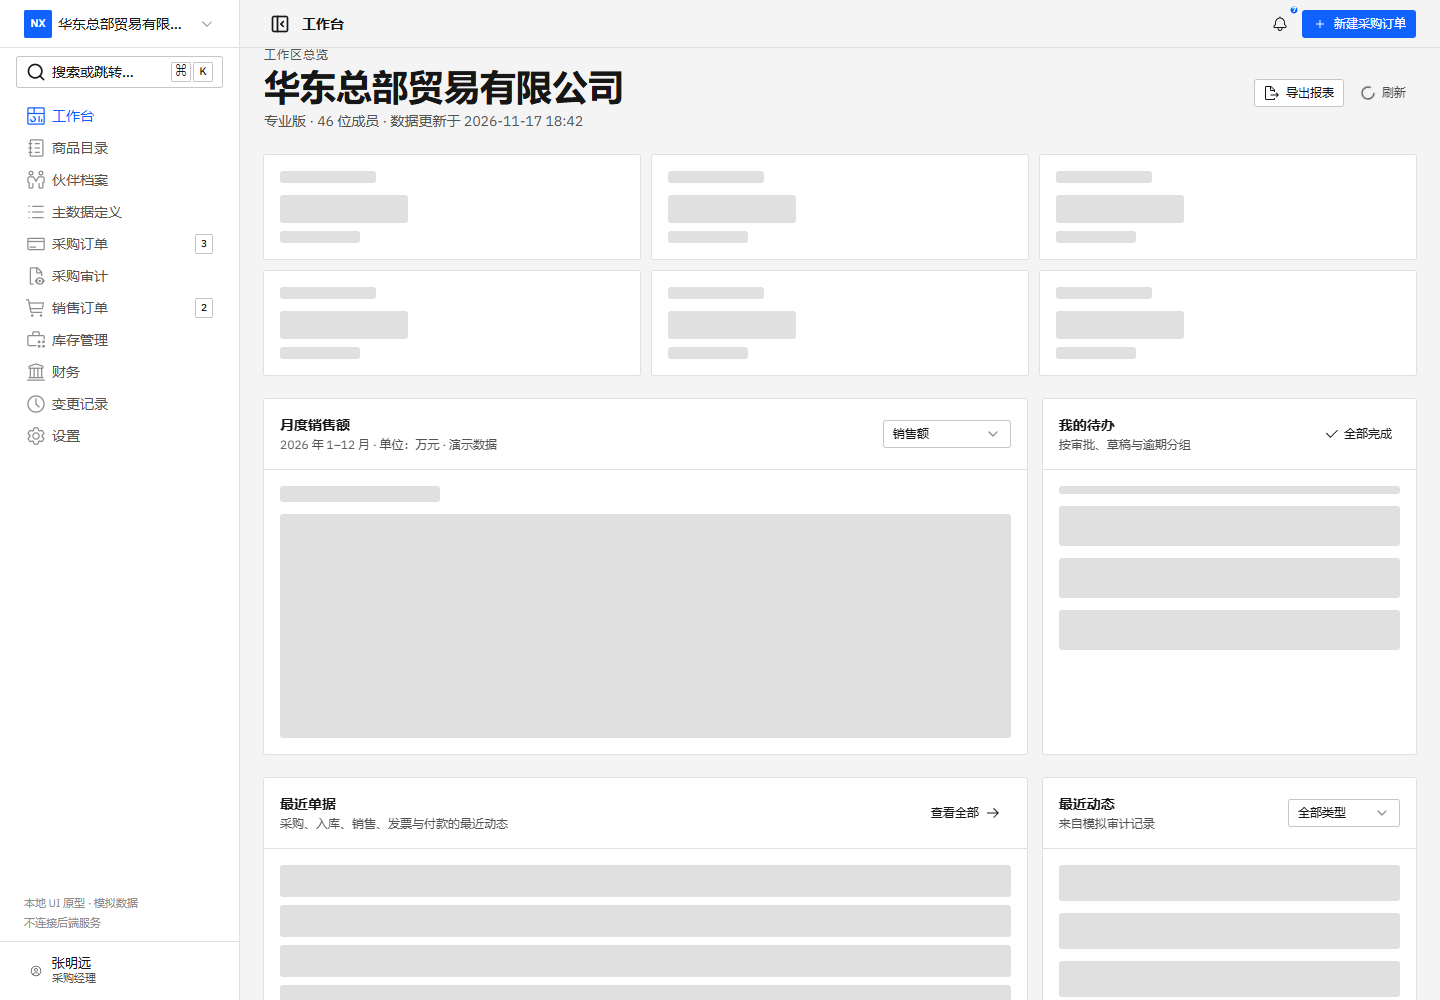 NX 华东总部贸易有限...
搜索或跳转... ⌘ K
工作台
商品目录
伙伴档案
主数据定义
采购订单 3
采购审计
销售订单 2
库存管理
财务
变更记录
设置
本地 UI 原型 · 模拟数据
不连接后端服务
张明远
采购经理
工作台
新建采购订单
工作区总览
华东总部贸易有限公司
专业版 · 46 位成员 · 数据更新于 2026-11-17 18:42
导出报表
刷新
月度销售额
2026 年 1–12 月 · 单位：万元 · 演示数据
销售额
我的待办
按审批、草稿与逾期分组
全部完成
最近单据
采购、入库、销售、发票与付款的最近动态
查看全部
最近动态
来自模拟审计记录
全部类型